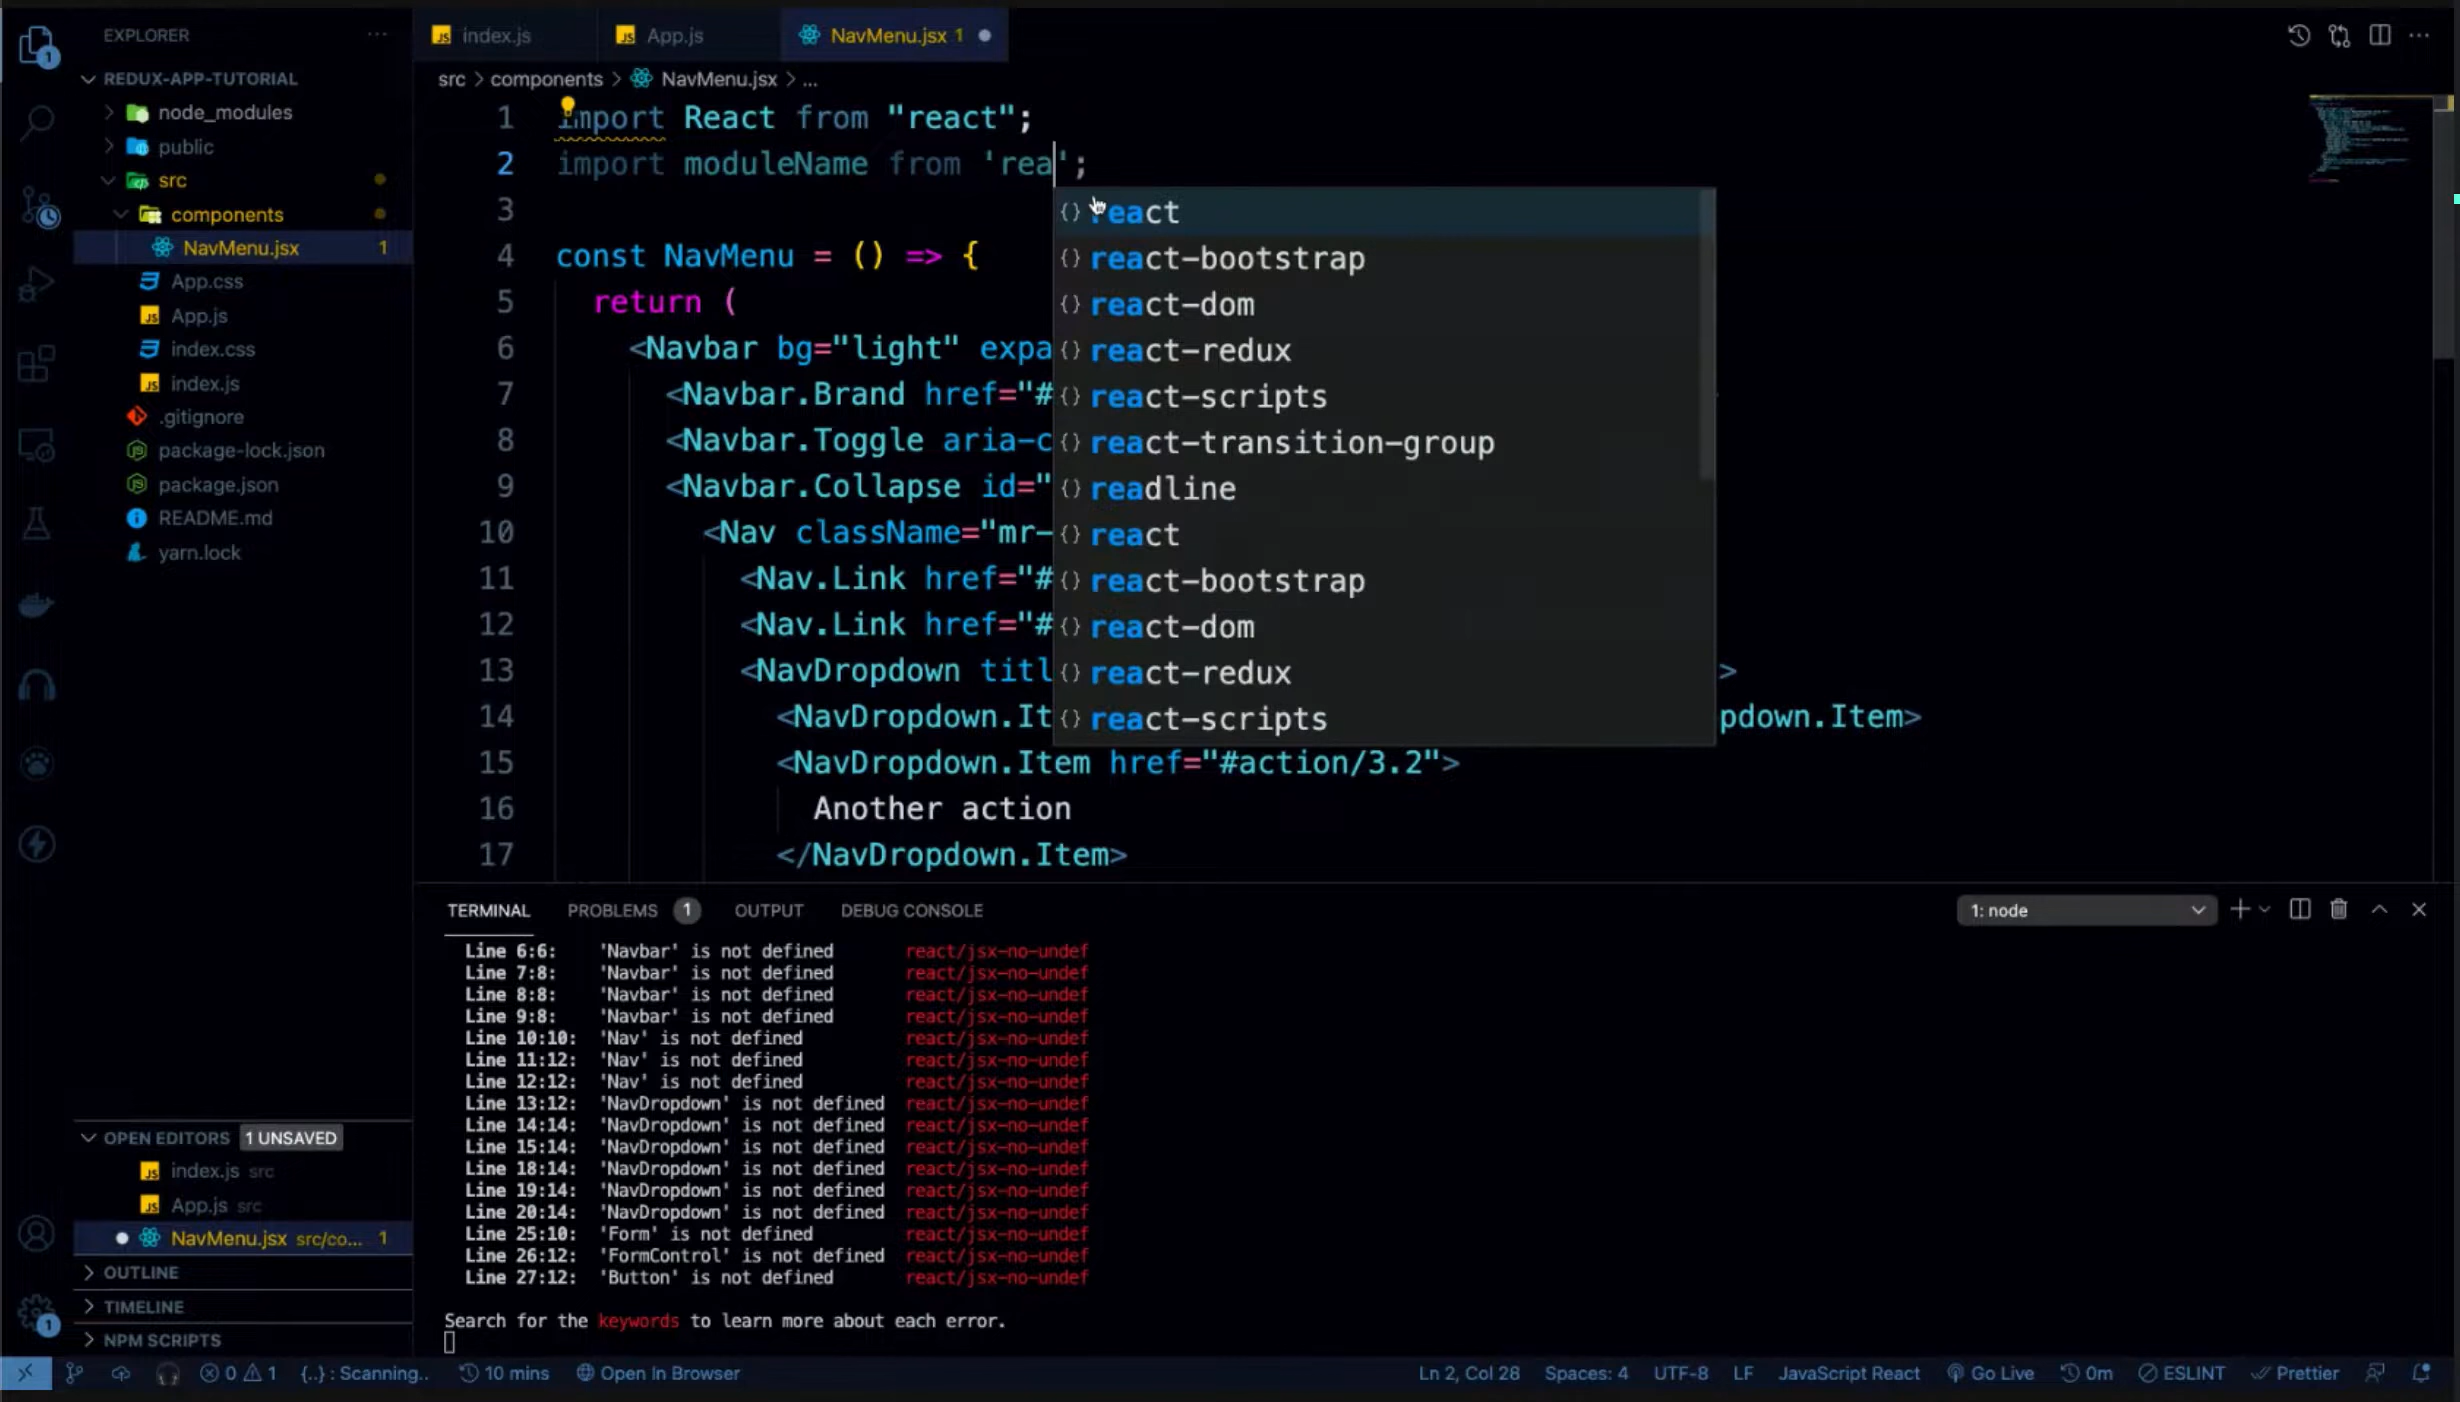 EXPLORER
REDUX-APP-TUTORIAL
node_modules
public
src
components
NavMenu.jsx 1
App.css
App.js
index.css
index.js
.gitignore
package-lock.json
package.json
README.md
yarn.lock
OPEN EDITORS 1 UNSAVED
index.js src
App.js src
NavMenu.jsx src/co... 1
OUTLINE
TIMELINE
NPM SCRIPTS
index.js
App.js
NavMenu.jsx 1
src > components > NavMenu.jsx > ...
1 import React from "react";
2 import moduleName from 'rea';
3
4 const NavMenu = () => {
5 return (
6 <Navbar bg="light" expa
7 <Navbar.Brand href="#
8 <Navbar.Toggle aria-c
9 <Navbar.Collapse id="
10 <Nav className="mr-
11 <Nav.Link href="#
12 <Nav.Link href="#
13 <NavDropdown titl >
14 <NavDropdown.It pdown.Item>
15 <NavDropdown.Item href="#action/3.2">
16 Another action
17 </NavDropdown.Item>
{} react
{} react-bootstrap
{} react-dom
{} react-redux
{} react-scripts
{} react-transition-group
{} readline
{} react
{} react-bootstrap
{} react-dom
{} react-redux
{} react-scripts
TERMINAL PROBLEMS 1 OUTPUT DEBUG CONSOLE 1: node
Line 6:6: 'Navbar' is not defined react/jsx-no-undef
Line 7:8: 'Navbar' is not defined react/jsx-no-undef
Line 8:8: 'Navbar' is not defined react/jsx-no-undef
Line 9:8: 'Navbar' is not defined react/jsx-no-undef
Line 10:10: 'Nav' is not defined react/jsx-no-undef
Line 11:12: 'Nav' is not defined react/jsx-no-undef
Line 12:12: 'Nav' is not defined react/jsx-no-undef
Line 13:12: 'NavDropdown' is not defined react/jsx-no-undef
Line 14:14: 'NavDropdown' is not defined react/jsx-no-undef
Line 15:14: 'NavDropdown' is not defined react/jsx-no-undef
Line 18:14: 'NavDropdown' is not defined react/jsx-no-undef
Line 19:14: 'NavDropdown' is not defined react/jsx-no-undef
Line 20:14: 'NavDropdown' is not defined react/jsx-no-undef
Line 25:10: 'Form' is not defined react/jsx-no-undef
Line 26:12: 'FormControl' is not defined react/jsx-no-undef
Line 27:12: 'Button' is not defined react/jsx-no-undef
Search for the keywords to learn more about each error.
0 1 {..} : Scanning.. 10 mins Open In Browser Ln 2, Col 28 Spaces: 4 UTF-8 LF JavaScript React Go Live 0m ESLINT Prettier